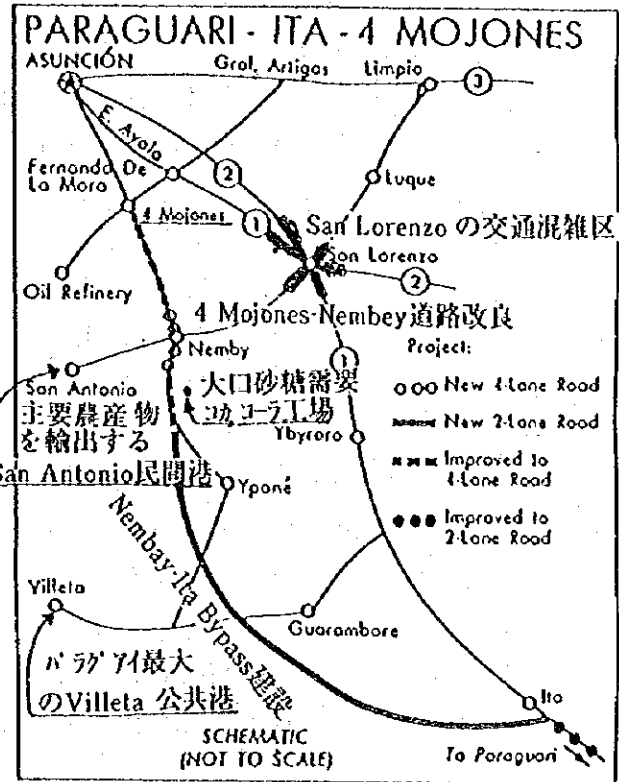 PARAGUARI - ITA - 4 MOJONES
ASUNCIÓN
Gral. Artigas
Limpio
3
A
E. Ayala
Fernando De
La Mora
2
Luque
4 Mojones
1
San Lorenzo の交通混雑区
San Lorenzo
2
Oil Refinery
4 Mojones-Nembey道路改良
Nemby
1
Project:
New 4-Lane Road
San Antonio
大口砂糖需要
コカコーラ工場
主要農産物
を輸出する
San Antonio民間港
New 2-Lane Road
Ybyroro
Improved to
4-Lane Road
Yponé
Improved to
2-Lane Road
Nembay-Ita Bypass建設
Villeta
Guarambore
パラグアイ最大
のVilleta 公共港
Ita
SCHEMATIC
(NOT TO SCALE)
To Paraguari